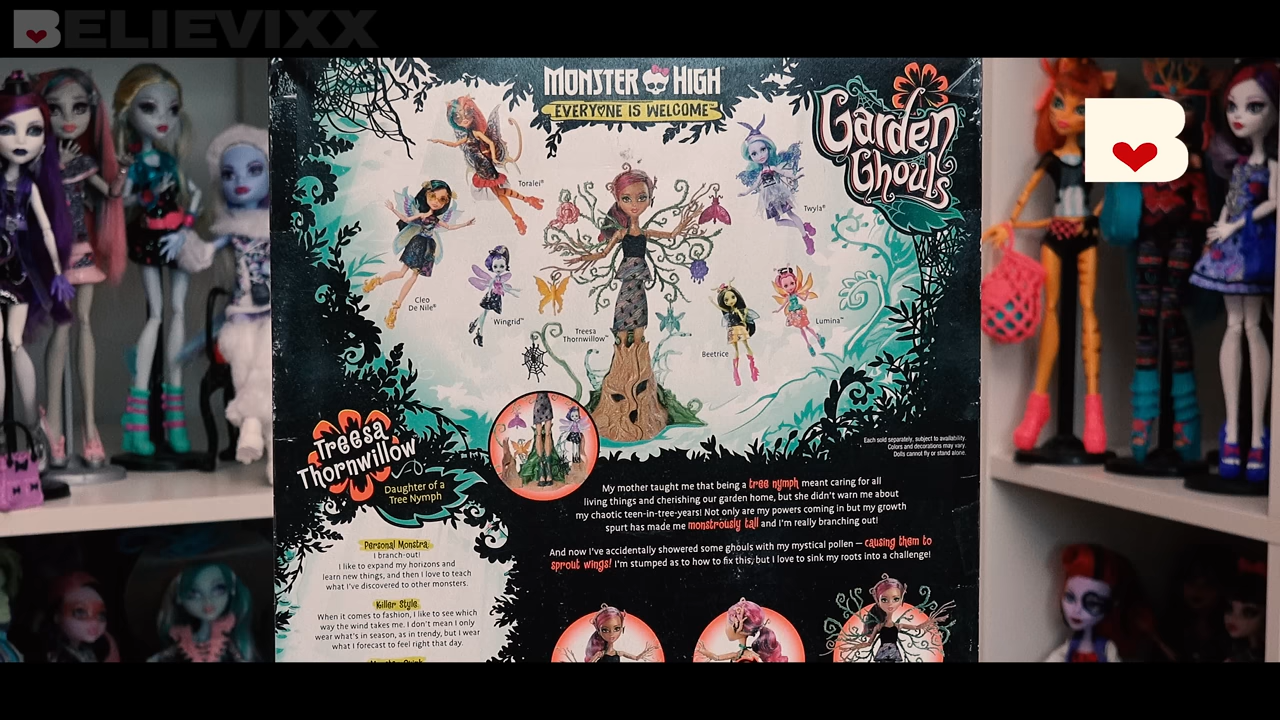 BELIEVIXX
B
MONSTER HIGH
EVERYONE IS WELCOME™
Garden
Ghouls
Toralei®
Twyla®
Cleo
De Nile®
Wingrid™
Treesa
Thornwillow™
Lumina™
Beetrice
Each sold separately, subject to availability.
Colors and decorations may vary.
Dolls cannot fly or stand alone.
Treesa
Thornwillow
Daughter of a
Tree Nymph
My mother taught me that being a tree nymph meant caring for all
living things and cherishing our garden home, but she didn't warn me about
my chaotic teen-in-tree-years! Not only are my powers coming in but my growth
spurt has made me monstrously tall and I'm really branching out!
And now I've accidentally showered some ghouls with my mystical pollen – causing them to
sprout wings! I'm stumped as to how to fix this, but I love to sink my roots into a challenge!
Personal Monstra
I branch-out!
I like to expand my horizons and
learn new things, and then I love to teach
what I've discovered to other monsters.
Killer Style
When it comes to fashion, I like to see which
way the wind takes me. I don't mean I only
wear what's in season, as in trendy, but I wear
what I forecast to feel right that day.